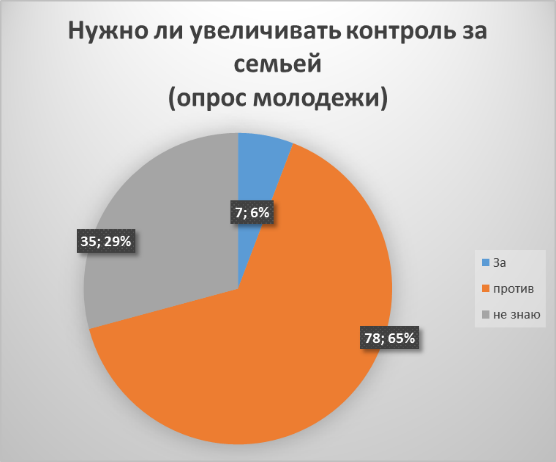 Нужно ли увеличивать контроль за
семьей
(опрос молодежи)
7; 6%
35; 29%
78; 65%
За
против
не знаю